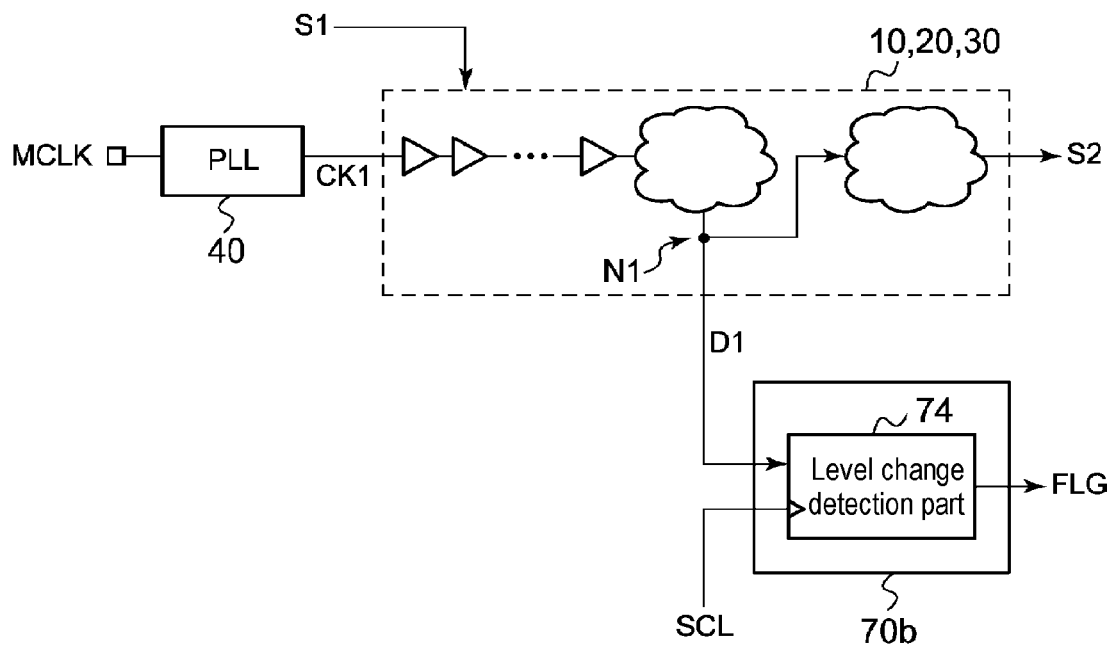 S1
10,20,30
MCLK
PLL
CK1
S2
40
N1
D1
74
Level change
detection part
FLG
SCL
70b